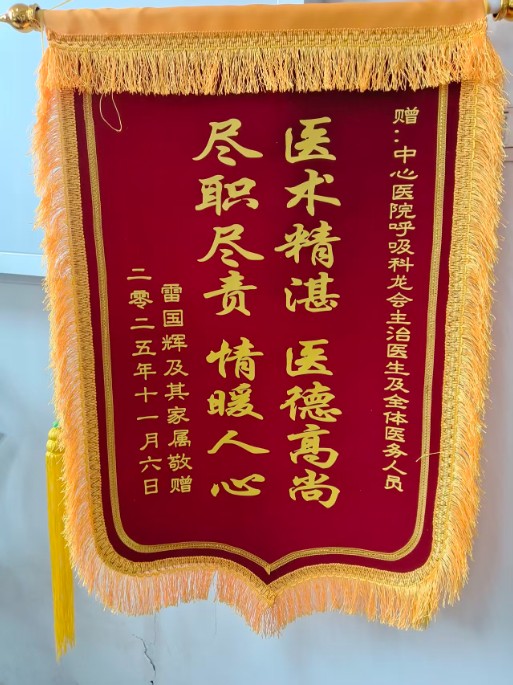 赠：中心医院呼吸科龙会主治医生及全体医务人员
医术精湛 医德高尚
尽职尽责 情暖人心
雷国辉及其家属敬赠
二零二五年十一月六日